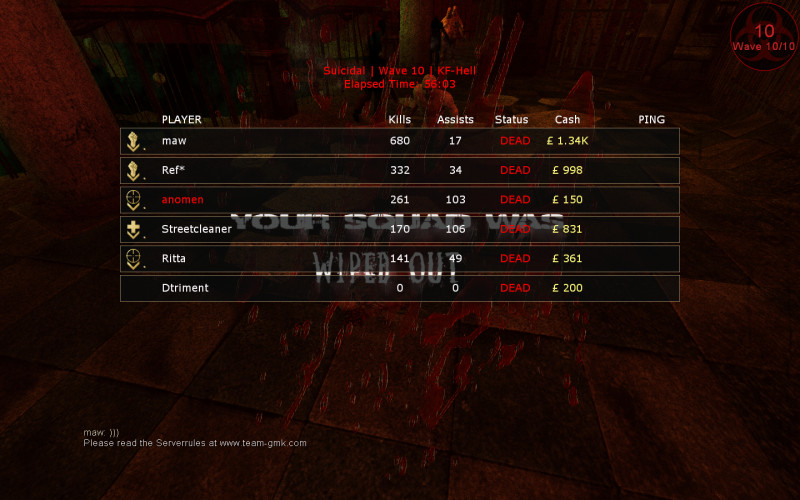 10
Wave 10/10
Suicidal | Wave 10 | KF-Hell
Elapsed Time: 56:03
PLAYER Kills Assists Status Cash PING
maw 680 17 DEAD £ 1.34K
Ref* 332 34 DEAD £ 998
anomen 261 103 DEAD £ 150
YOUR SQUAD WAS
Streetcleaner 170 106 DEAD £ 831
Ritta 141 49 DEAD £ 361
WIPED OUT
Dtriment 0 0 DEAD £ 200
maw: )))
Please read the Serverrules at www.team-gmk.com